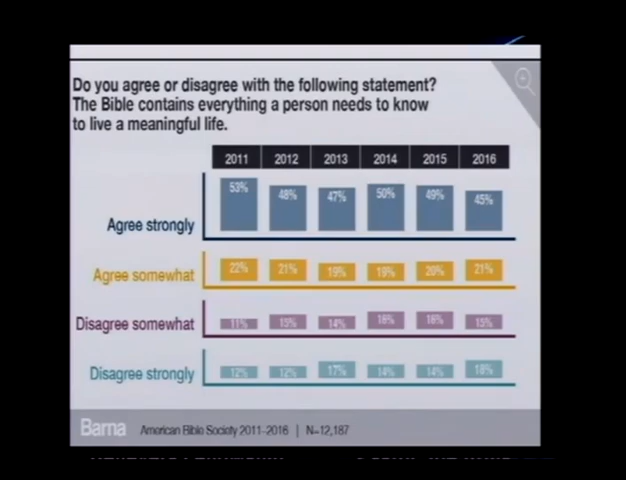 Do you agree or disagree with the following statement?
The Bible contains everything a person needs to know
to live a meaningful life.
2011 2012 2013 2014 2015 2016
53% 48% 47% 50% 49% 45%
Agree strongly
22% 21% 19% 19% 20% 21%
Agree somewhat
11% 15% 14% 16% 16% 15%
Disagree somewhat
12% 12% 17% 14% 14% 18%
Disagree strongly
Barna American Bible Society 2011-2016 | N=12,187